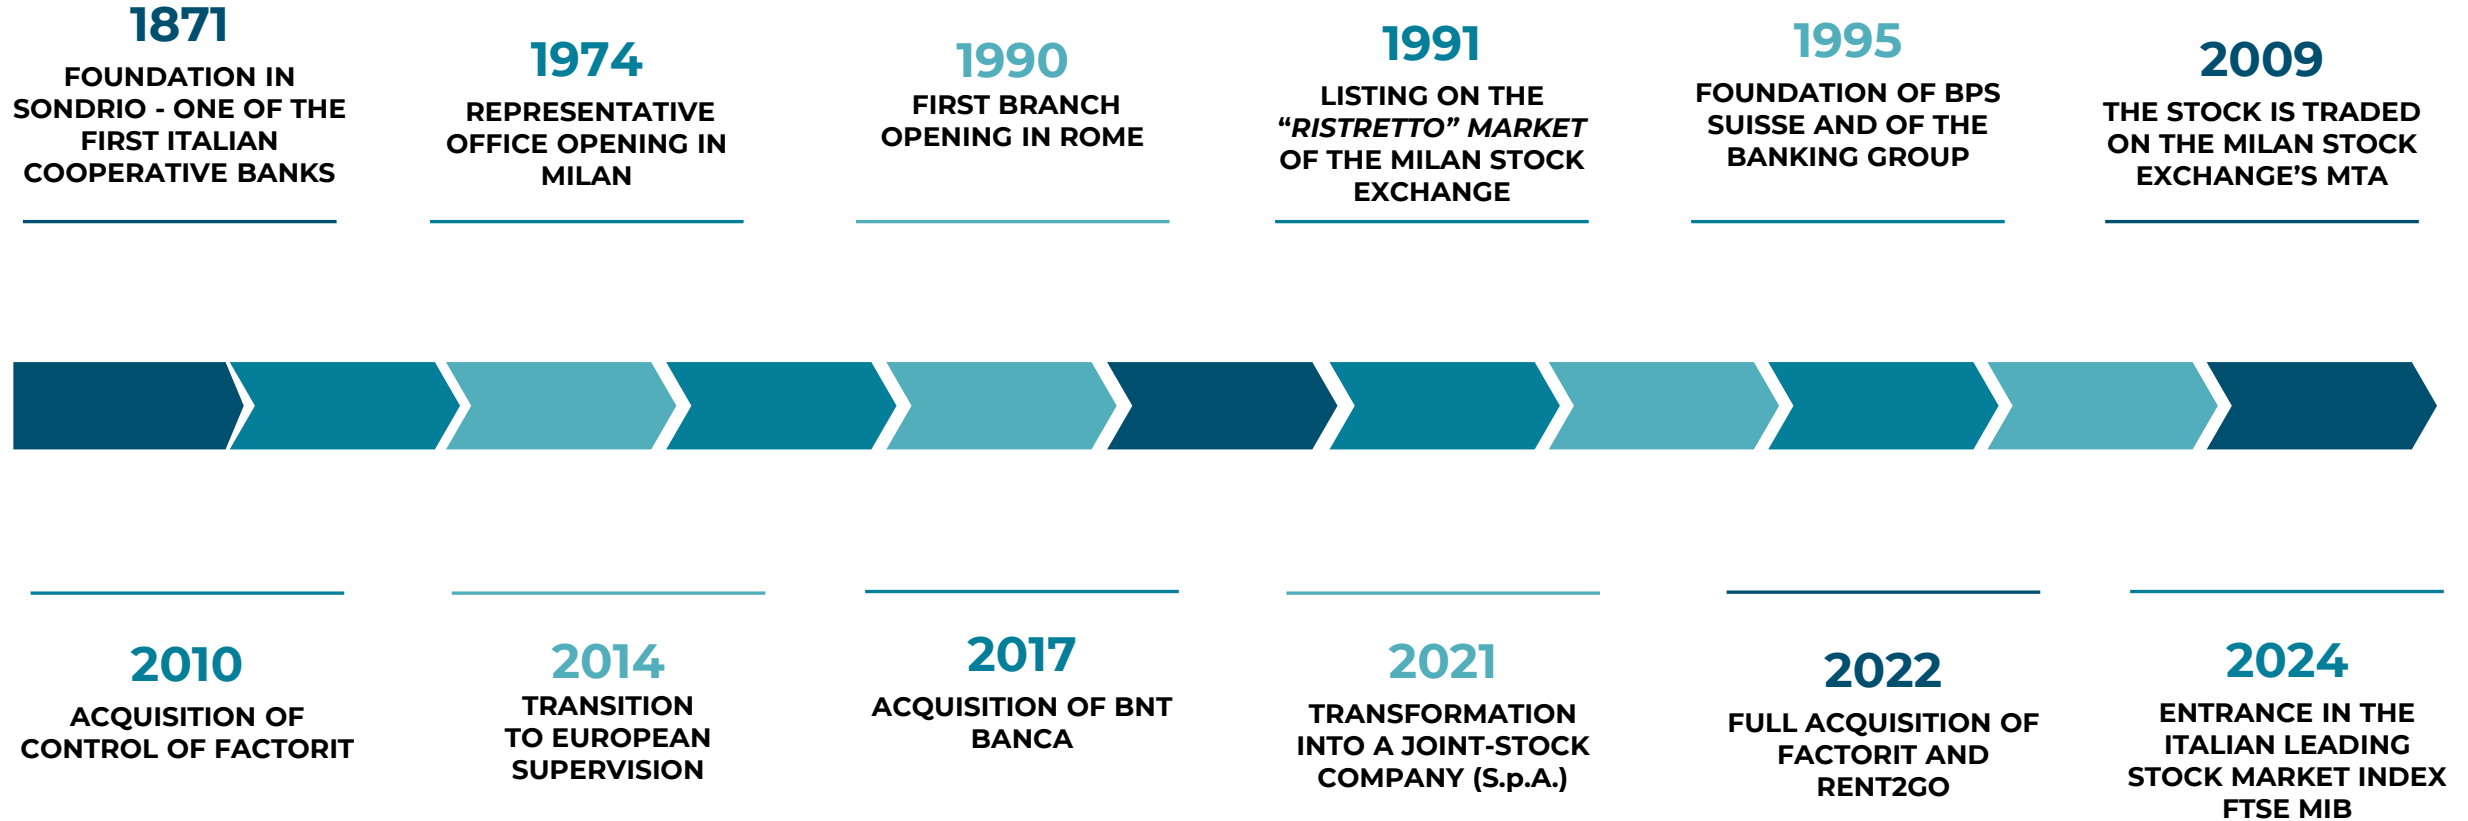 1871
FOUNDATION IN
SONDRIO - ONE OF THE
FIRST ITALIAN
COOPERATIVE BANKS
1974
REPRESENTATIVE
OFFICE OPENING IN
MILAN
1990
FIRST BRANCH
OPENING IN ROME
1991
LISTING ON THE
“RISTRETTO” MARKET
OF THE MILAN STOCK
EXCHANGE
1995
FOUNDATION OF BPS
SUISSE AND OF THE
BANKING GROUP
2009
THE STOCK IS TRADED
ON THE MILAN STOCK
EXCHANGE’S MTA
2010
ACQUISITION OF
CONTROL OF FACTORIT
2014
TRANSITION
TO EUROPEAN
SUPERVISION
2017
ACQUISITION OF BNT
BANCA
2021
TRANSFORMATION
INTO A JOINT-STOCK
COMPANY (S.p.A.)
2022
FULL ACQUISITION OF
FACTORIT AND
RENT2GO
2024
ENTRANCE IN THE
ITALIAN LEADING
STOCK MARKET INDEX
FTSE MIB